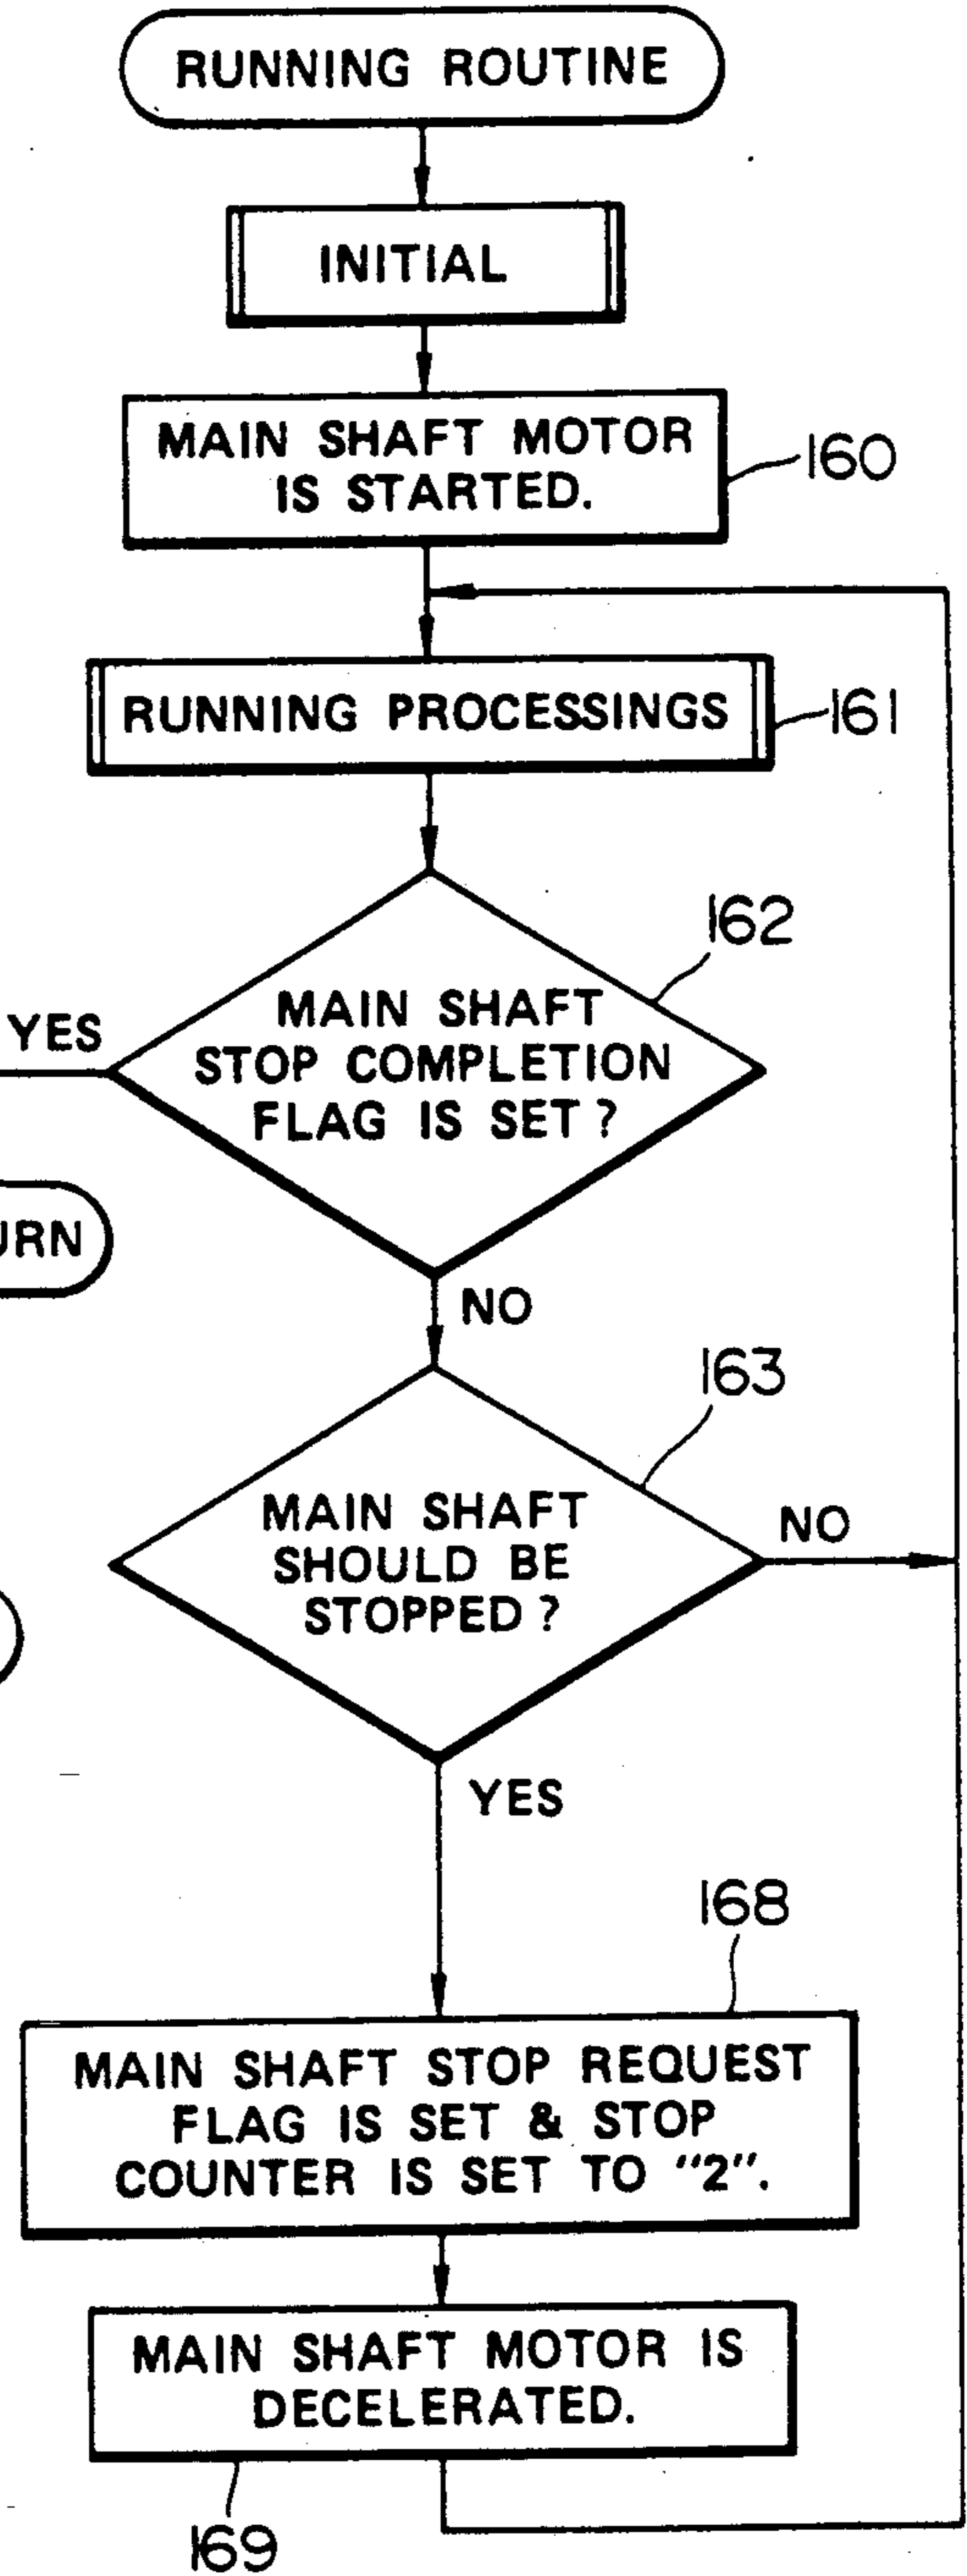 RUNNING ROUTINE
INITIAL
MAIN SHAFT MOTOR
IS STARTED.
160
RUNNING PROCESSINGS
161
162
MAIN SHAFT
STOP COMPLETION
FLAG IS SET ?
YES
URN
NO
163
MAIN SHAFT
SHOULD BE
STOPPED ?
NO
YES
168
MAIN SHAFT STOP REQUEST
FLAG IS SET & STOP
COUNTER IS SET TO "2".
MAIN SHAFT MOTOR IS
DECELERATED.
169